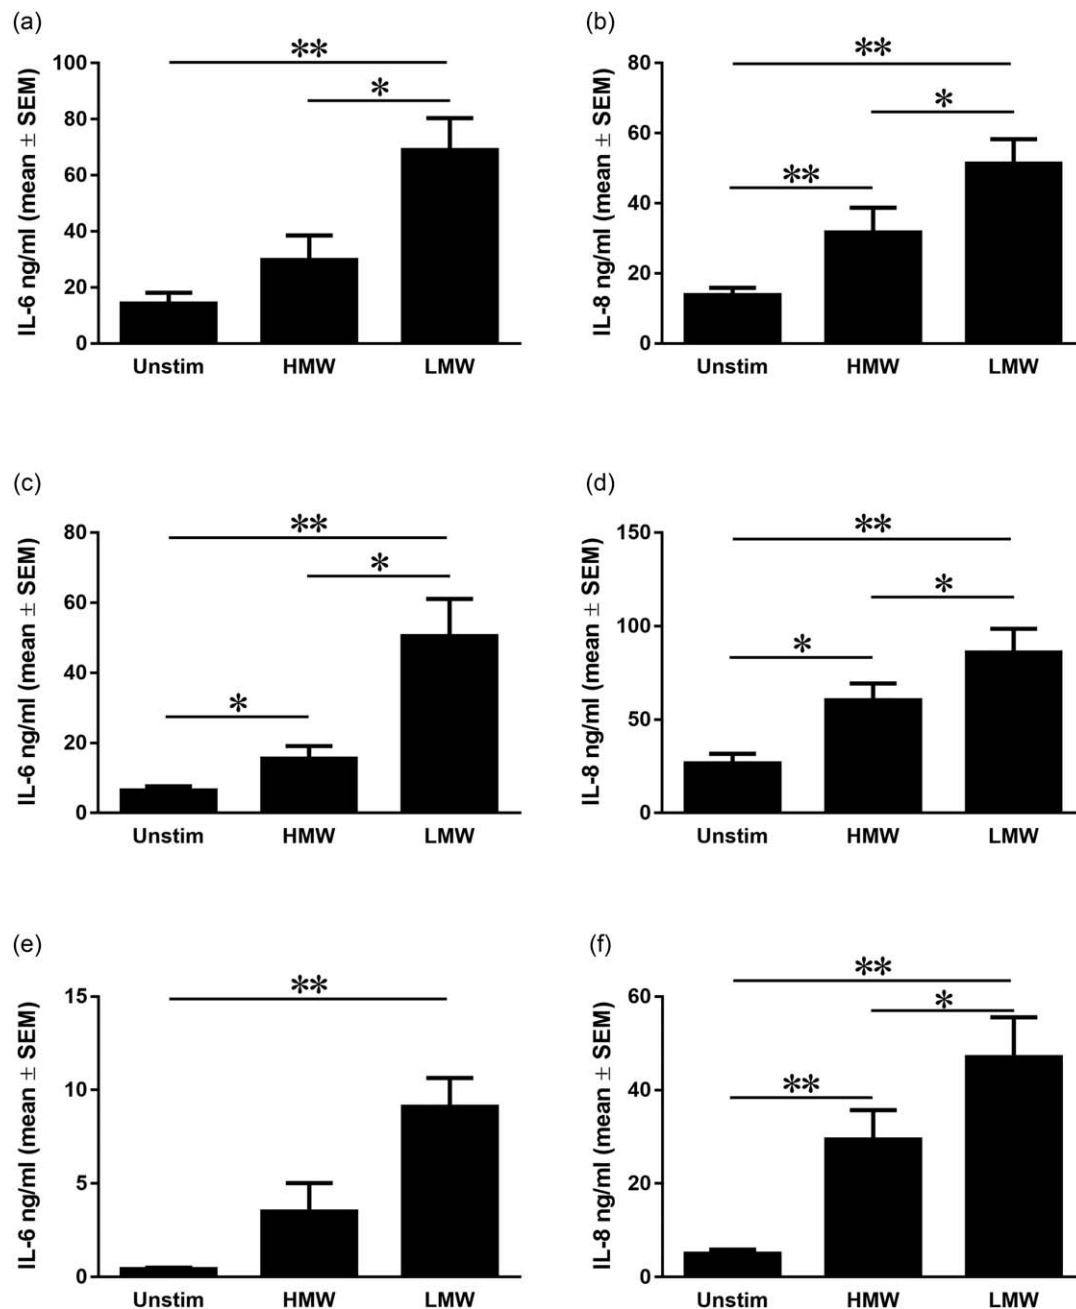 (a)
IL-6 ng/ml (mean ± SEM)
100
80
60
40
20
0
**
*
Unstim HMW LMW
(b)
IL-8 ng/ml (mean ± SEM)
80
60
40
20
0
**
*
**
Unstim HMW LMW
(c)
IL-6 ng/ml (mean ± SEM)
80
60
40
20
0
**
*
*
Unstim HMW LMW
(d)
IL-8 ng/ml (mean ± SEM)
150
100
50
0
**
*
*
Unstim HMW LMW
(e)
IL-6 ng/ml (mean ± SEM)
15
10
5
0
**
Unstim HMW LMW
(f)
IL-8 ng/ml (mean ± SEM)
60
40
20
0
**
*
**
Unstim HMW LMW